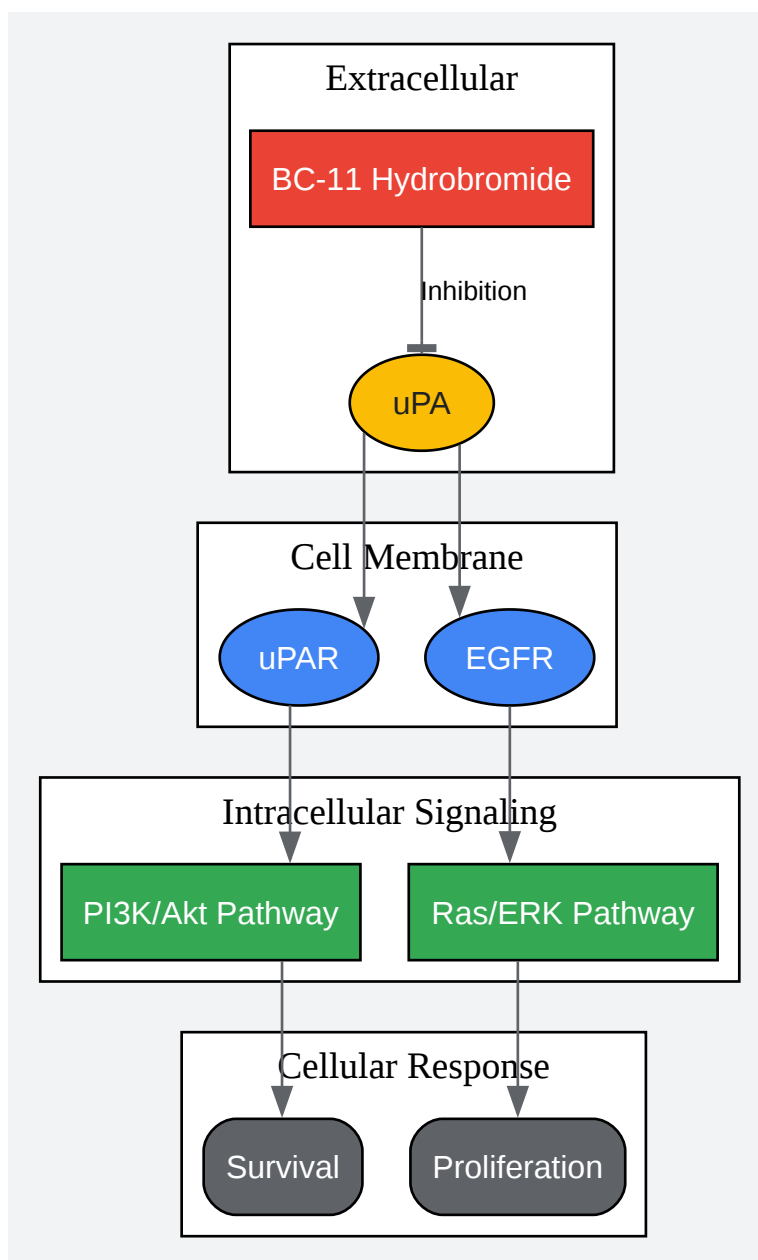 Extracellular
BC-11 Hydrobromide
Inhibition
uPA
Cell Membrane
uPAR
EGFR
Intracellular Signaling
PI3K/Akt Pathway
Ras/ERK Pathway
Cellular Response
Survival
Proliferation